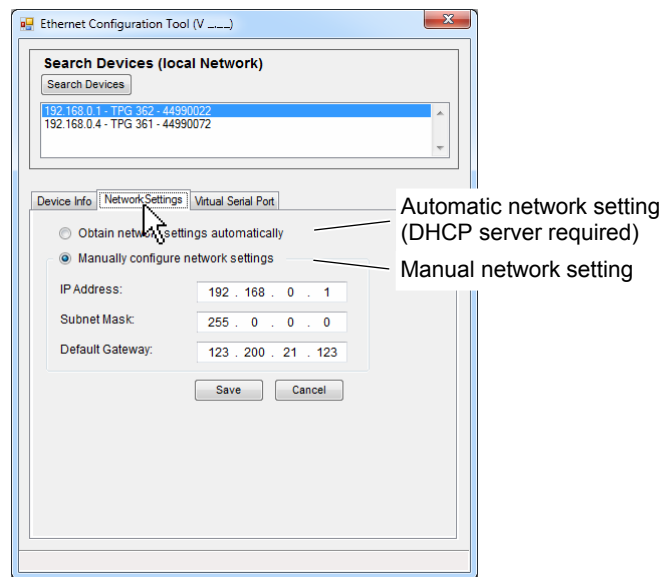 Ethernet Configuration Tool (V _.__)
Search Devices (local Network)
Search Devices
192.168.0.1 - TPG 362 - 44990022
192.168.0.4 - TPG 361 - 44990072
Device Info Network Settings Virtual Serial Port
Obtain network settings automatically
Automatic network setting
(DHCP server required)
Manually configure network settings
Manual network setting
IP Address: 192 . 168 . 0 . 1
Subnet Mask: 255 . 0 . 0 . 0
Default Gateway: 123 . 200 . 21 . 123
Save Cancel